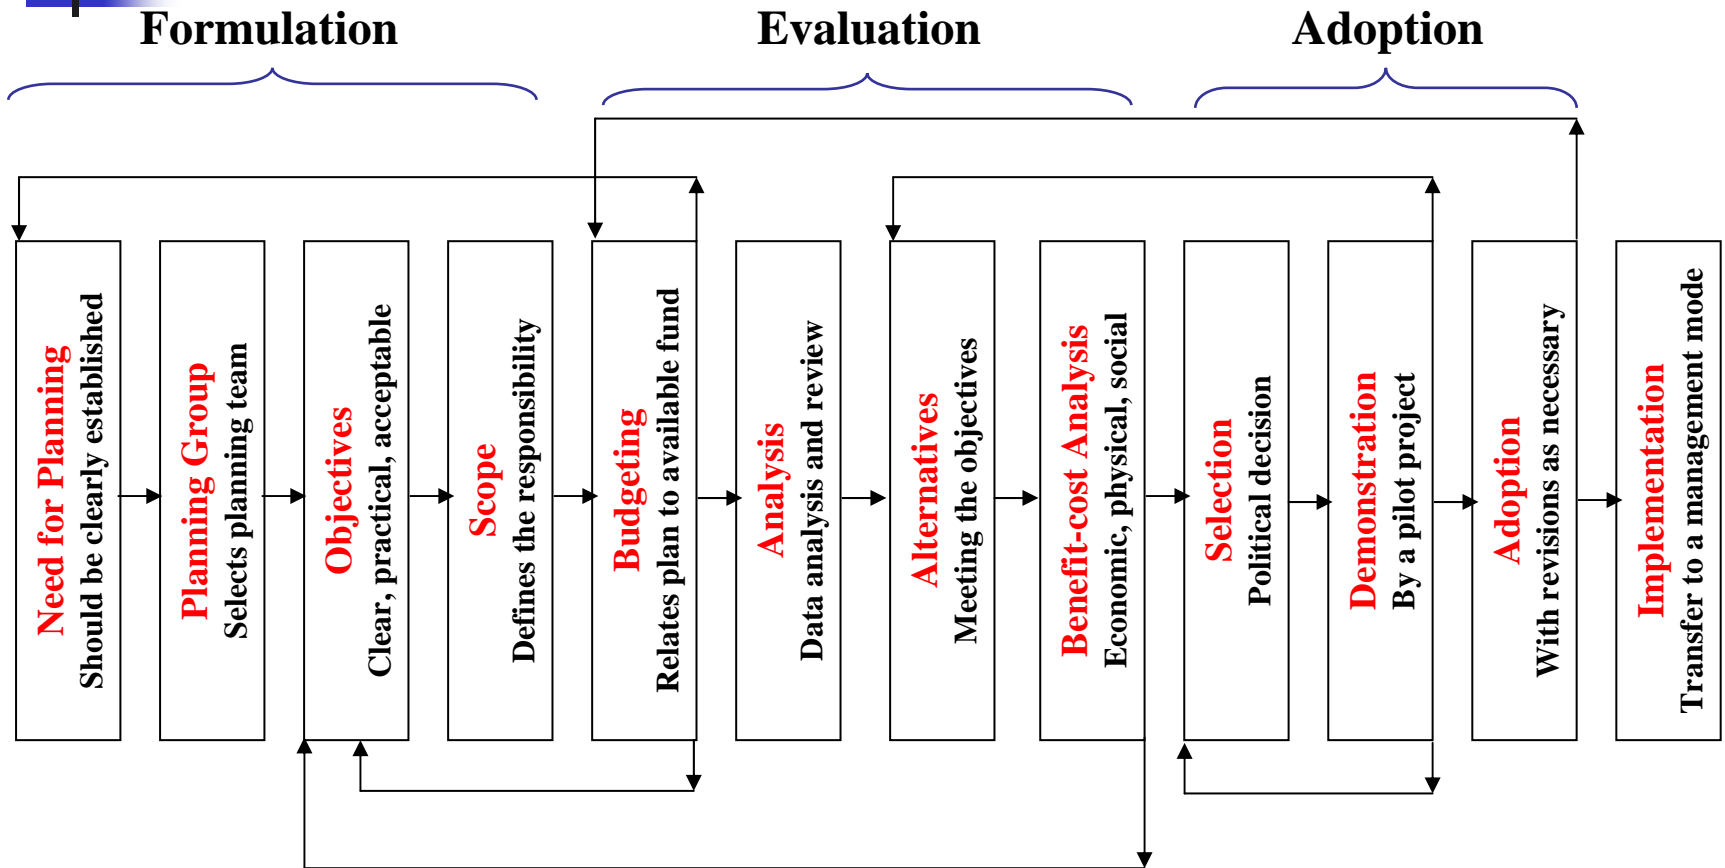 Formulation
Evaluation
Adoption
Need for Planning
Should be clearly established
Planning Group
Selects planning team
Objectives
Clear, practical, acceptable
Scope
Defines the responsibility
Budgeting
Relates plan to available fund
Analysis
Data analysis and review
Alternatives
Meeting the objectives
Benefit-cost Analysis
Economic, physical, social
Selection
Political decision
Demonstration
By a pilot project
Adoption
With revisions as necessary
Implementation
Transfer to a management mode